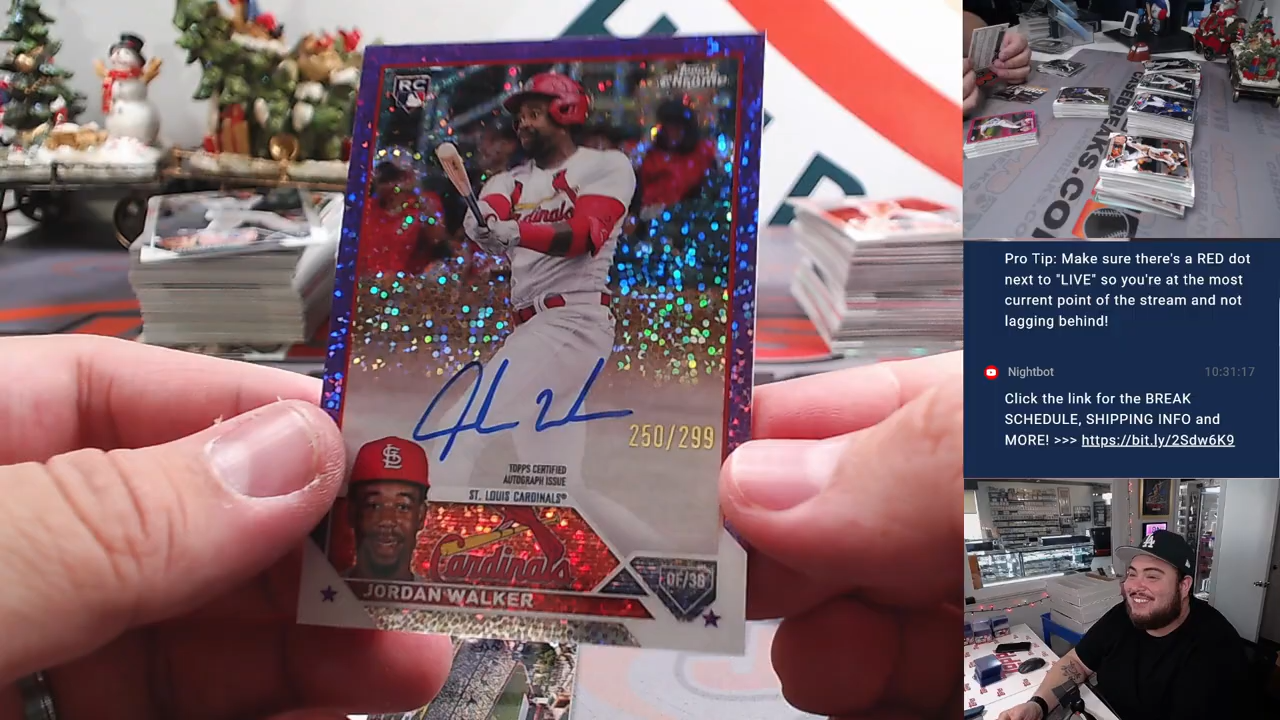 RC
CHROME
Cardinals
250/299
TOPPS CERTIFIED
AUTOGRAPH ISSUE
ST. LOUIS CARDINALS®
Cardinals
JORDAN WALKER
OF/38
Pro Tip: Make sure there's a RED dot
next to "LIVE" so you're at the most
current point of the stream and not
lagging behind!
Nightbot
10:31:17
Click the link for the BREAK
SCHEDULE, SHIPPING INFO and
MORE! >>> https://bit.ly/2Sdw6K9